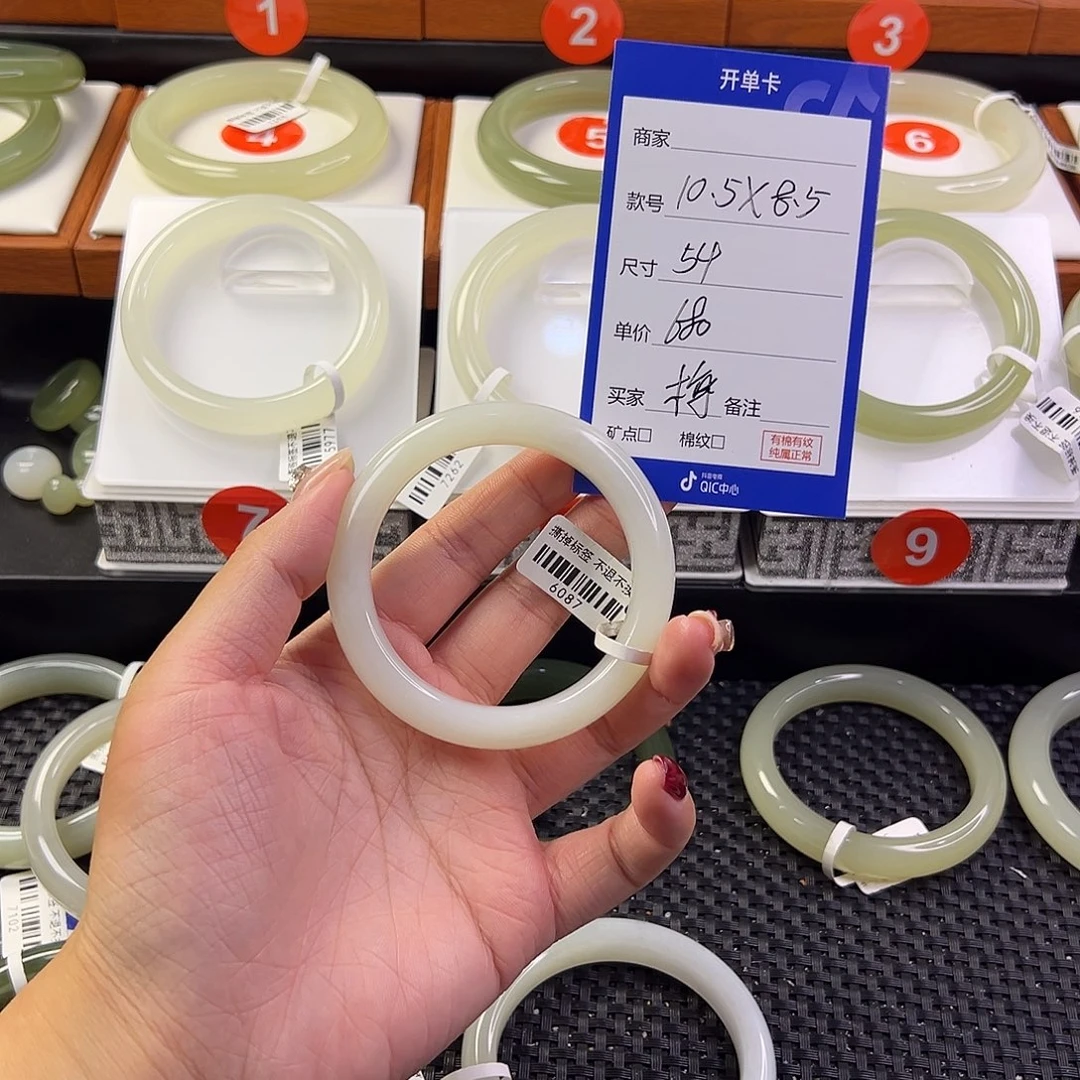 1
2
3
4
5
6
开单卡
商家
款号 10.5X8.5
尺寸 54
单价 680
买家 梅 备注
矿点□ 棉纹□
有棉有纹
纯属正常
抖音电商
QIC中心
577
7262
撕掉标签 不退不
6087
7
9
7102